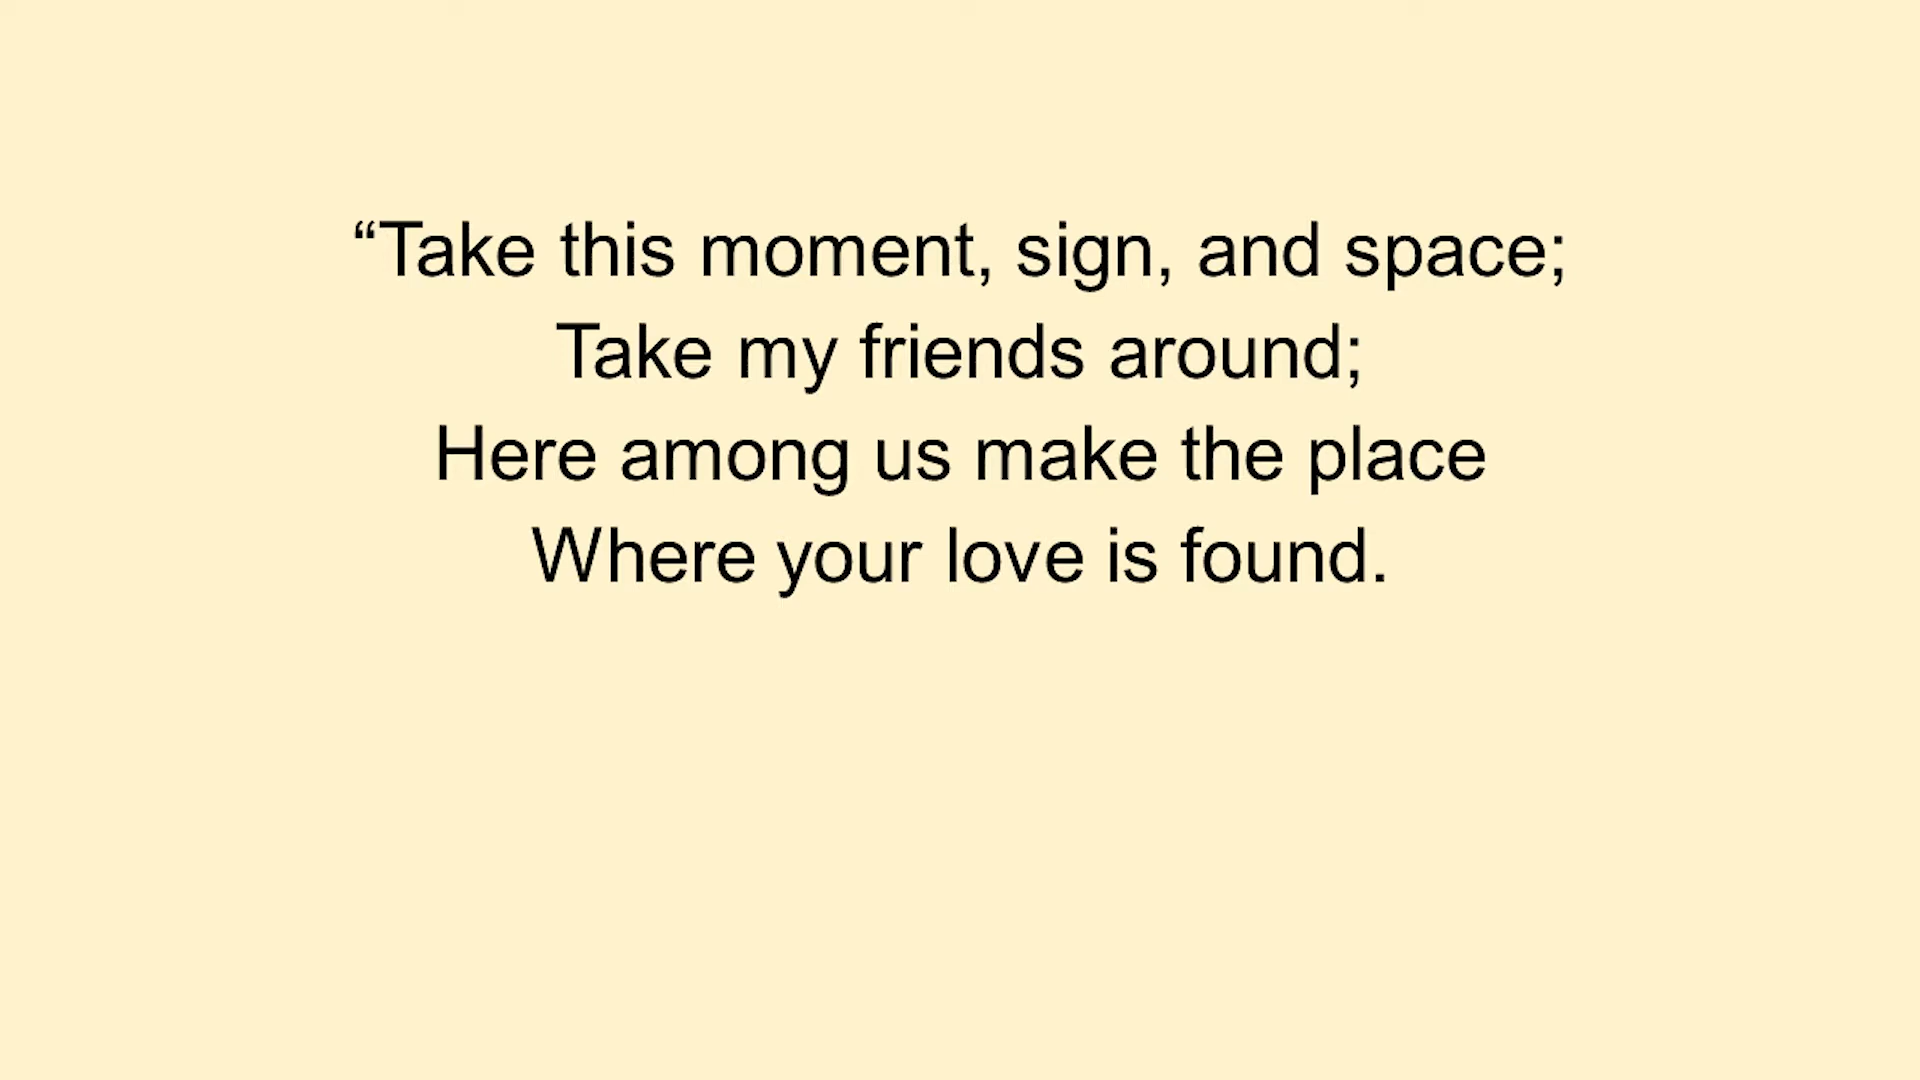 “Take this moment, sign, and space;
Take my friends around;
Here among us make the place
Where your love is found.